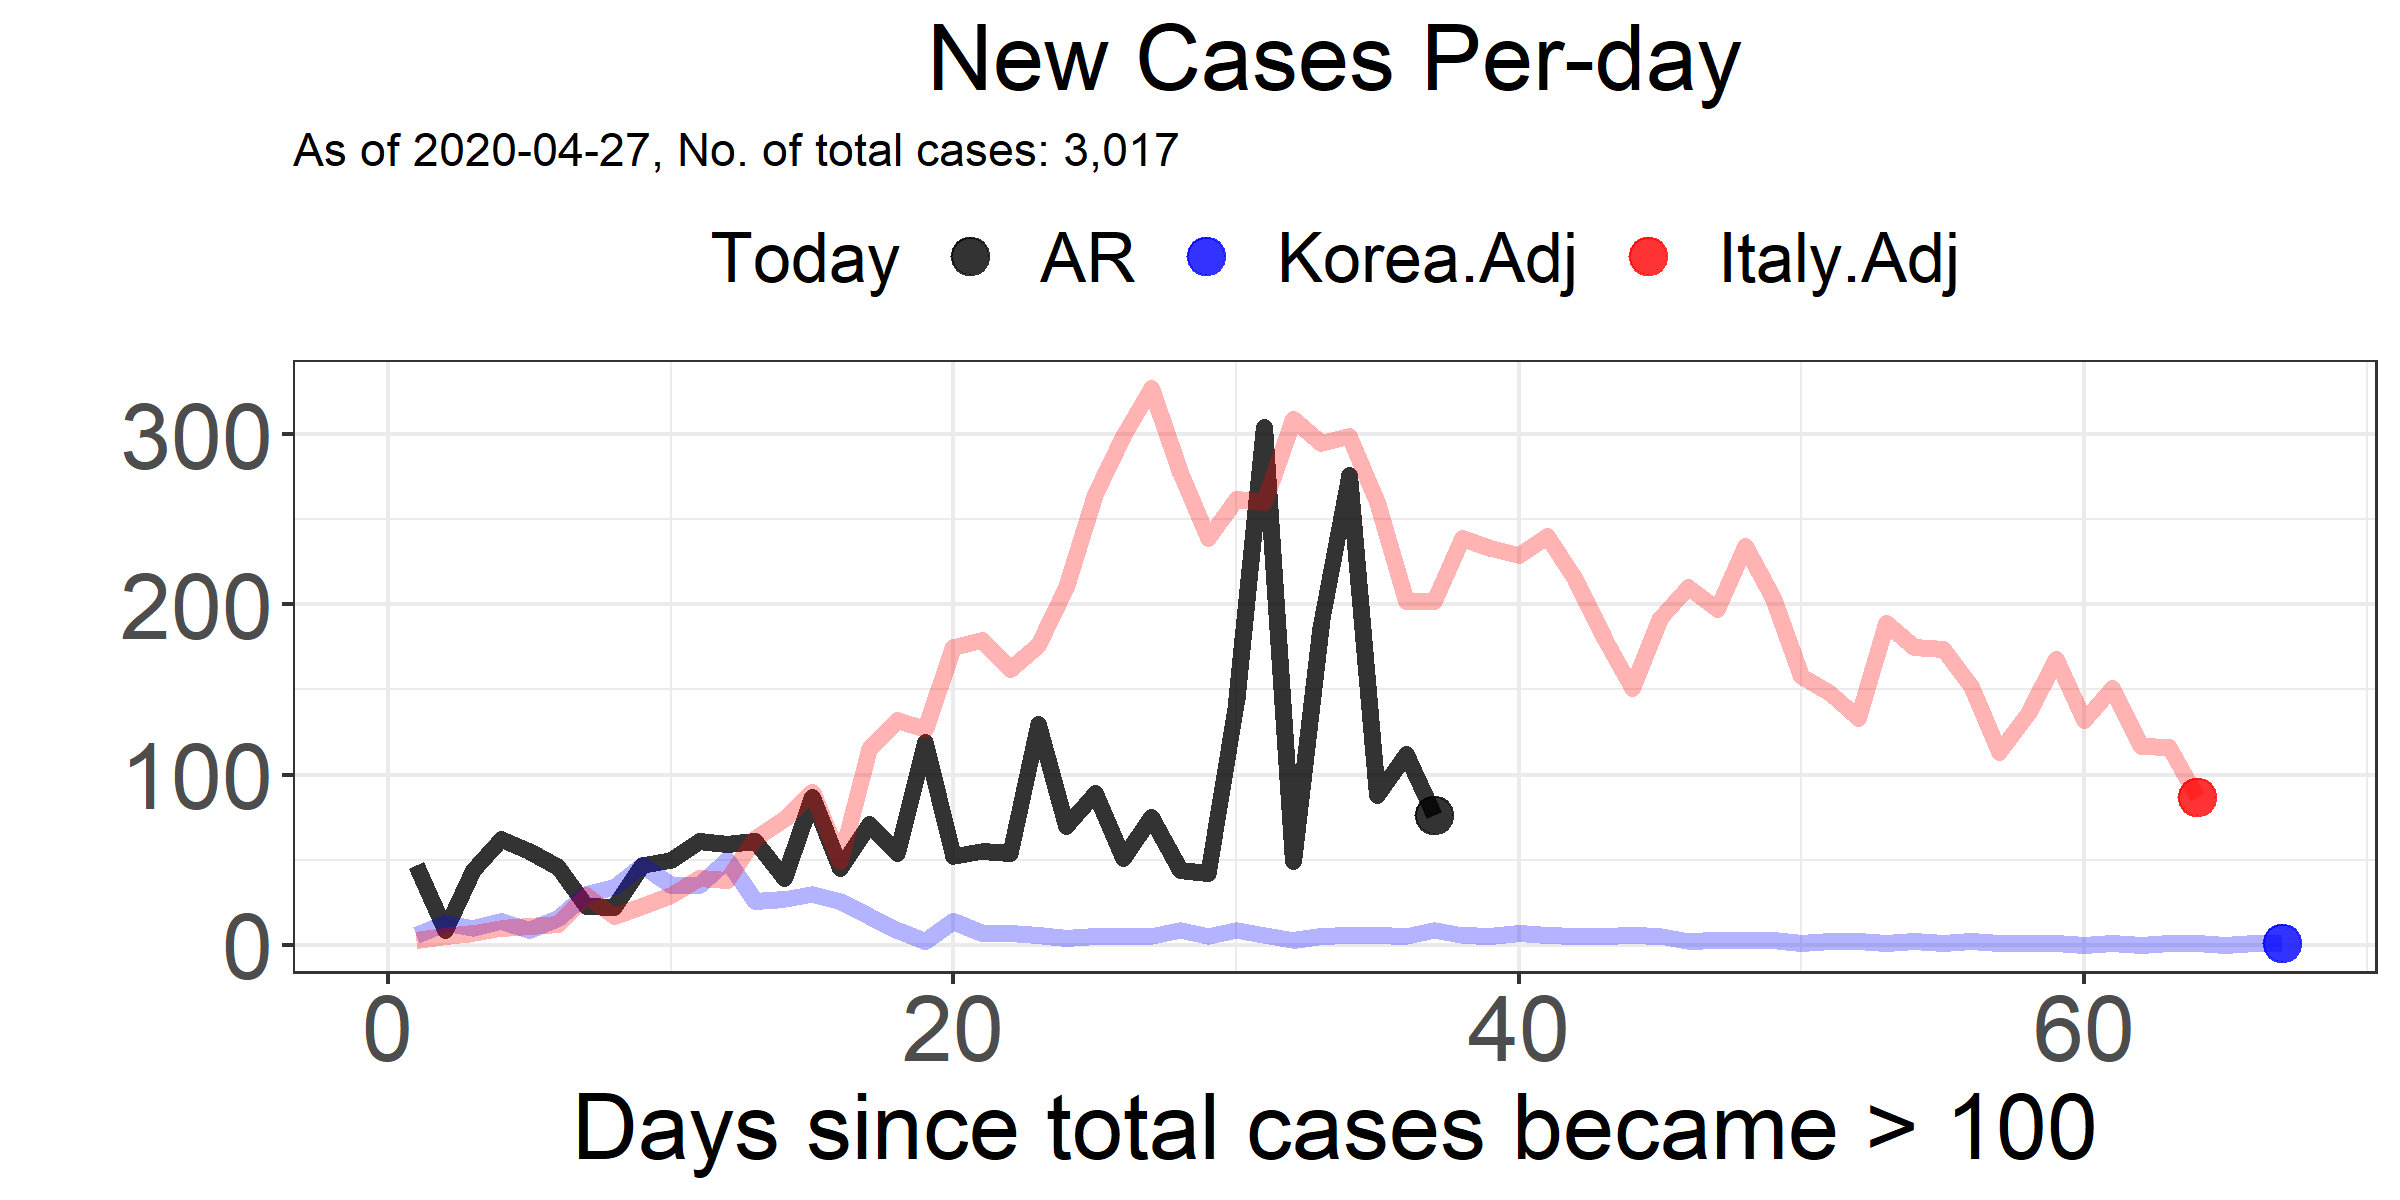 New Cases Per-day
As of 2020-04-27, No. of total cases: 3,017
Today AR Korea.Adj Italy.Adj
300
200
100
0
0 20 40 60
Days since total cases became > 100